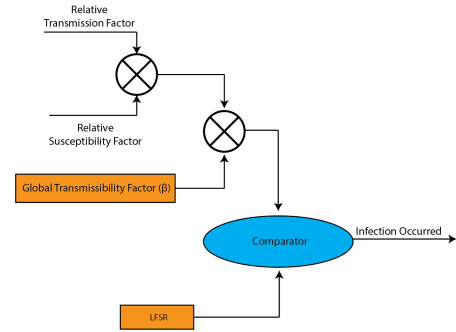 Relative
Transmission Factor
Relative
Susceptibility Factor
Global Transmissibility Factor (β)
Comparator
Infection Occurred
LFSR